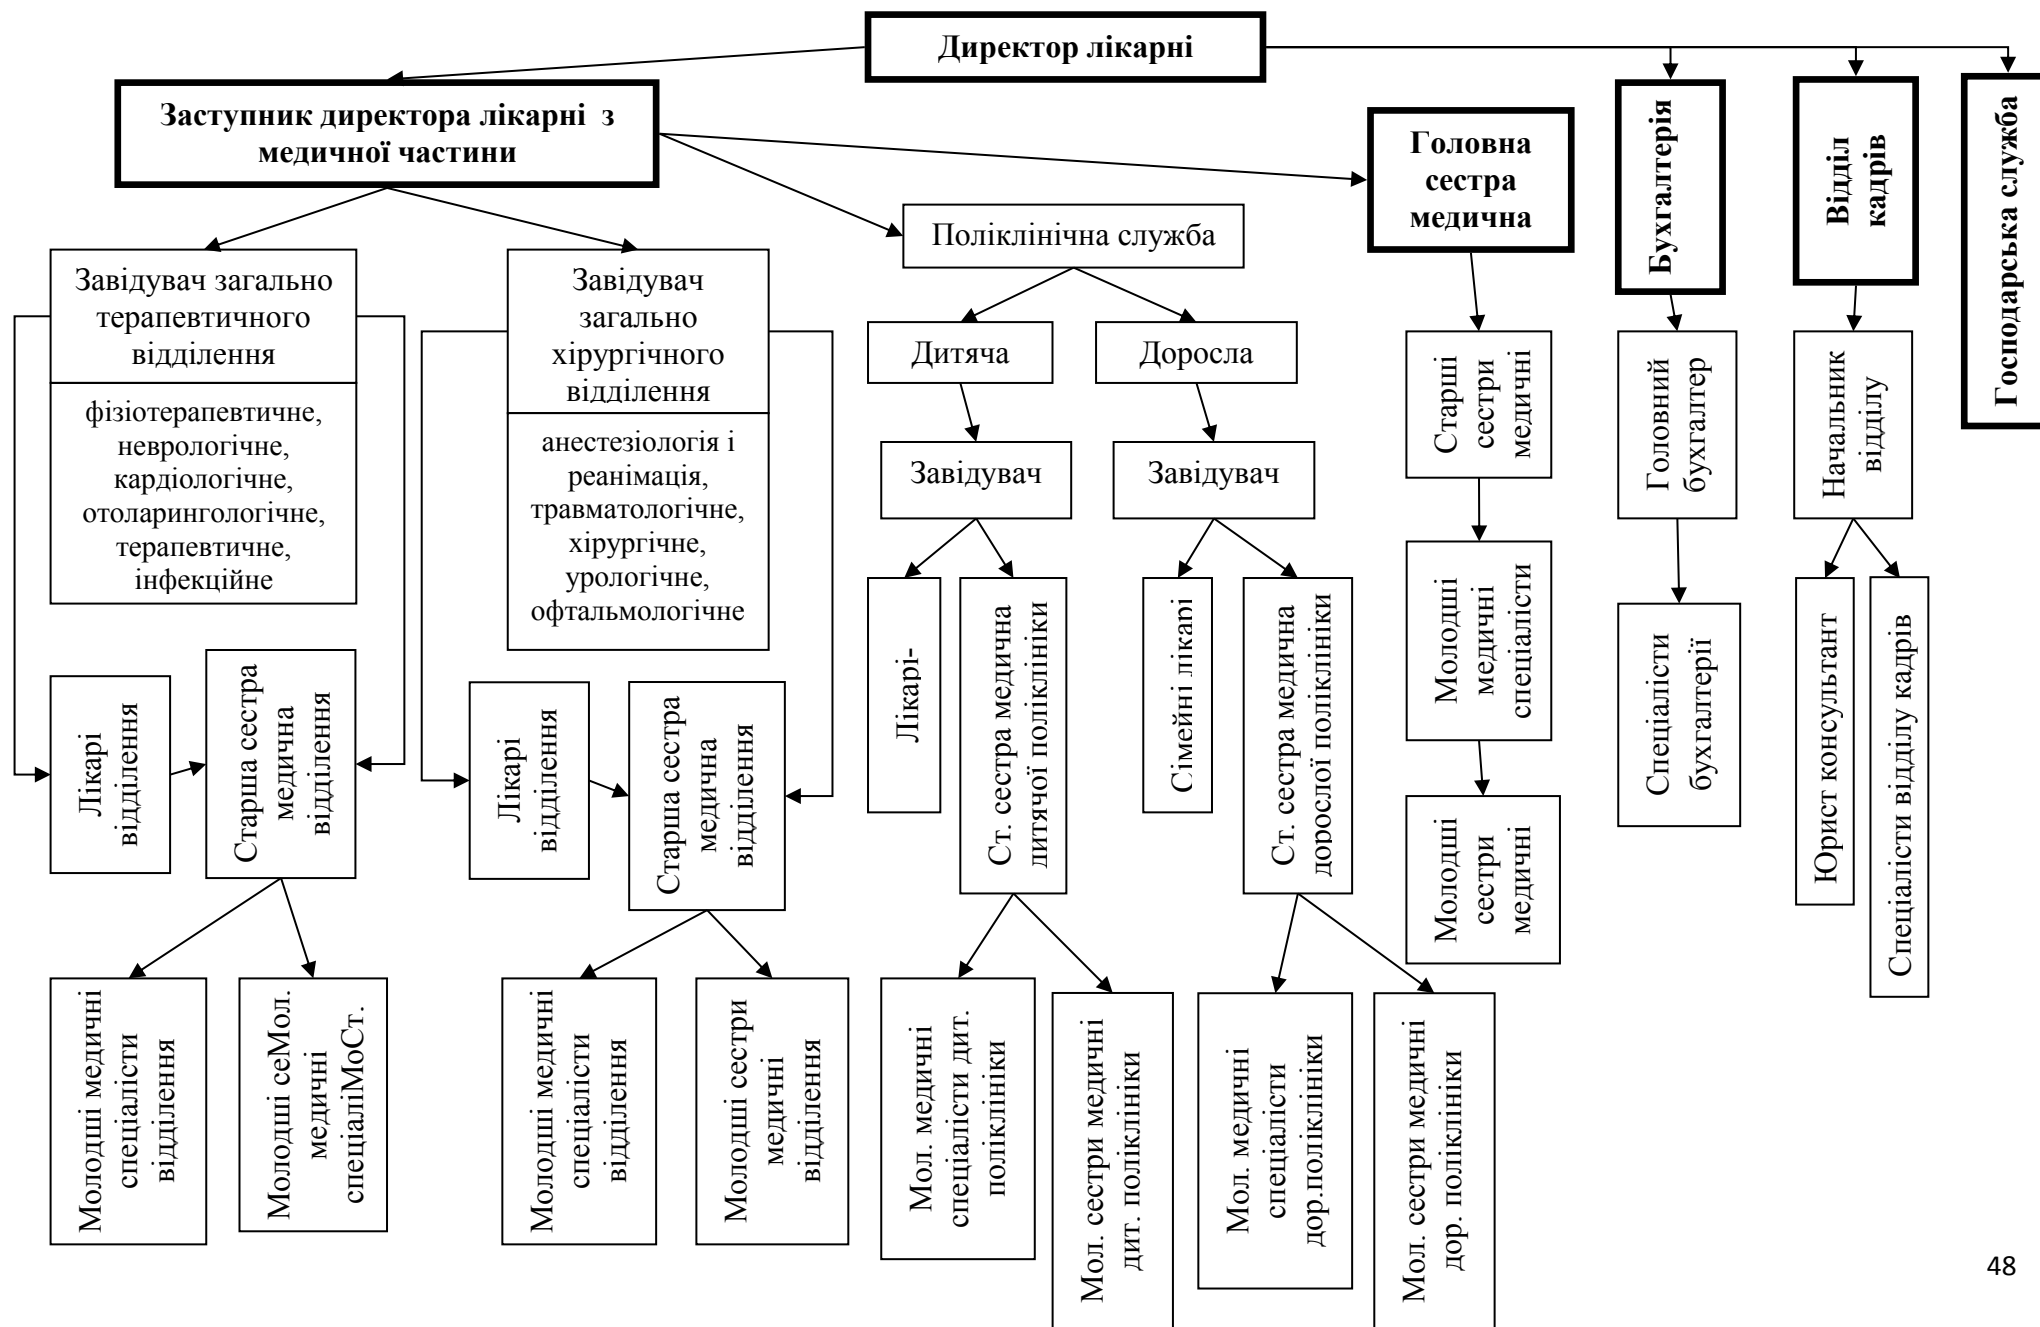 Директор лікарні
Заступник директора лікарні з
медичної частини
Головна
сестра
медична
Бухгалтерія
Відділ
кадрів
Господарська служба
Поліклінічна служба
Завідувач загально
терапевтичного
відділення
фізіотерапевтичне,
неврологічне,
кардіологічне,
отоларингологічне,
терапевтичне,
інфекційне
Завідувач
загально
хірургічного
відділення
анестезіологія і
реанімація,
травматологічне,
хірургічне,
урологічне,
офтальмологічне
Дитяча
Доросла
Завідувач
Завідувач
Старші
сестри
медичні
Головний
бухгалтер
Начальник
відділу
Лікарі
відділення
Старша сестра
медична
відділення
Лікарі
відділення
Старша сестра
медична
відділення
Лікарі-
Ст. сестра медична
дитячої поліклініки
Сімейні лікарі
Ст. сестра медична
дорослої поліклініки
Молодші
медичні
спеціалісти
Спеціалісти
бухгалтерії
Юрист консультант
Спеціалісти відділу кадрів
Молодші
сестри
медичні
Молодші медичні
спеціалісти
відділення
Молодші сеМол.
медичні
спеціаліМоСт.
Молодші медичні
спеціалісти
відділення
Молодші сестри
медичні
відділення
Мол. медичні
спеціалісти дит.
поліклініки
Мол. сестри медичні
дит. поліклініки
Мол. медичні
спеціалісти
дор.поліклініки
Мол. сестри медичні
дор. поліклініки
48